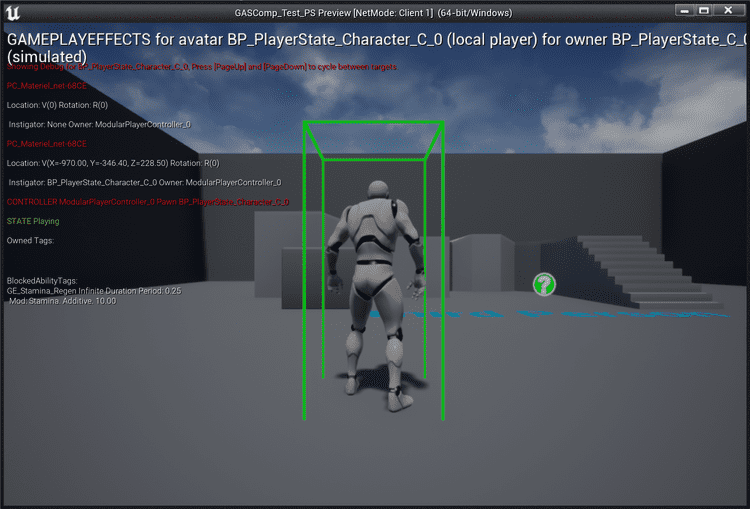 GASComp_Test_PS Preview [NetMode: Client 1] (64-bit/Windows)
GAMEPLAYEFFECTS for avatar BP_PlayerState_Character_C_0 (local player) for owner BP_PlayerState_C_0
(simulated)
Showing Debug for BP_PlayerState_Character_C_0, Press [PageUp] and [PageDown] to cycle between targets
PC_Materiel_net-68CE
Location: V(0) Rotation: R(0)
Instigator: None Owner: ModularPlayerController_0
PC_Materiel_net-68CE
Location: V(X=-970.00, Y=-346.40, Z=228.50) Rotation: R(0)
Instigator: BP_PlayerState_Character_C_0 Owner: ModularPlayerController_0
CONTROLLER ModularPlayerController_0 Pawn BP_PlayerState_Character_C_0
STATE Playing
Owned Tags:
BlockedAbilityTags:
GE_Stamina_Regen Infinite Duration Period: 0.25
Mod: Stamina. Additive. 10.00
?